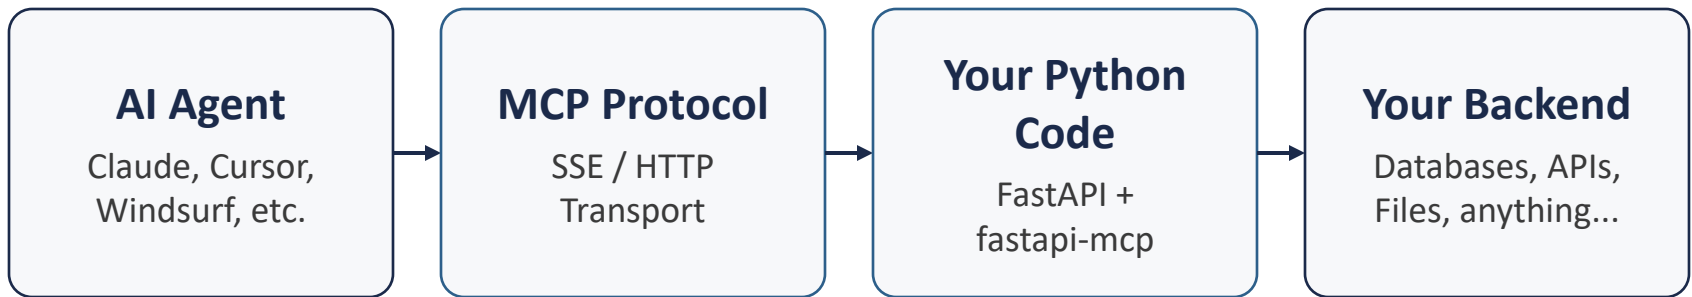 AI Agent
Claude, Cursor,
Windsurf, etc.
MCP Protocol
SSE / HTTP
Transport
Your Python
Code
FastAPI +
fastapi-mcp
Your Backend
Databases, APIs,
Files, anything...